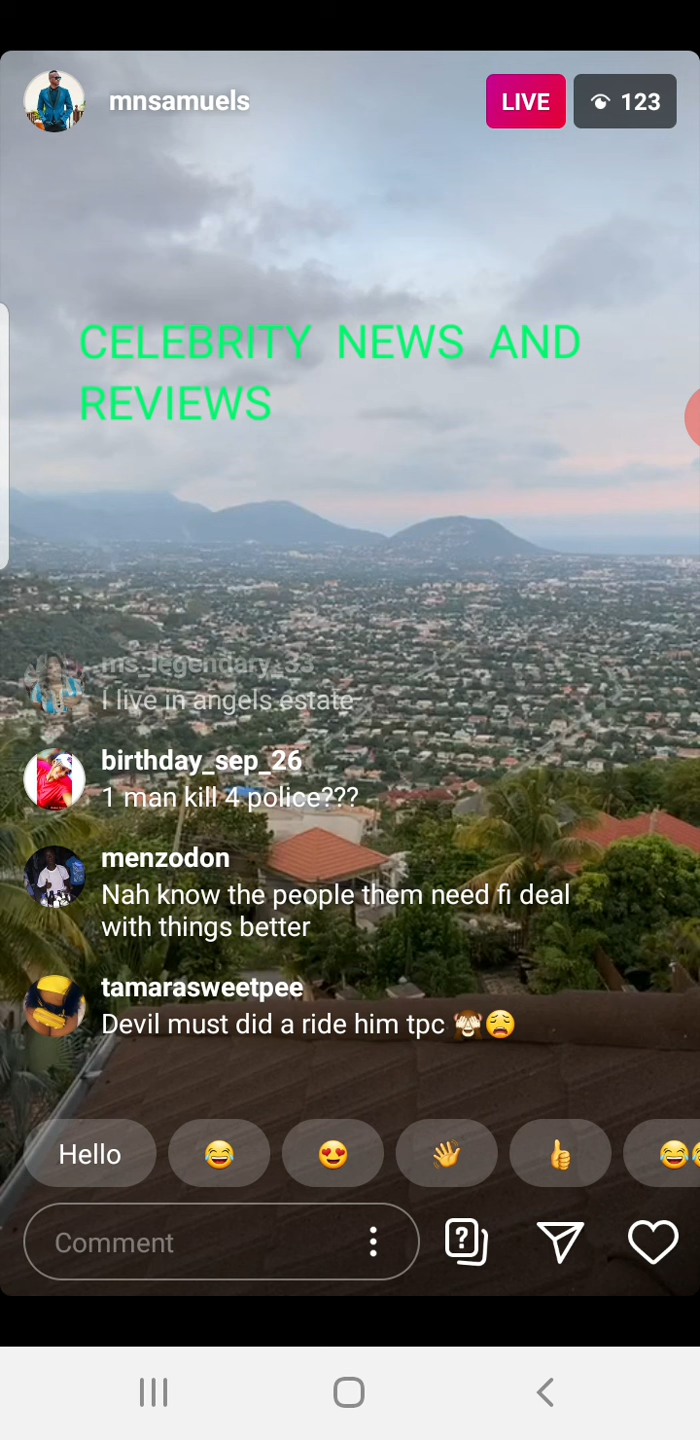 mnsamuels
LIVE
123
CELEBRITY NEWS AND
REVIEWS
ms_legendary_33
I live in angels estate
birthday_sep_26
1 man kill 4 police???
menzodon
Nah know the people them need fi deal
with things better
tamarasweetpee
Devil must did a ride him tpc 🙈😩
Hello 😂 😍 👋 👍 😂
Comment